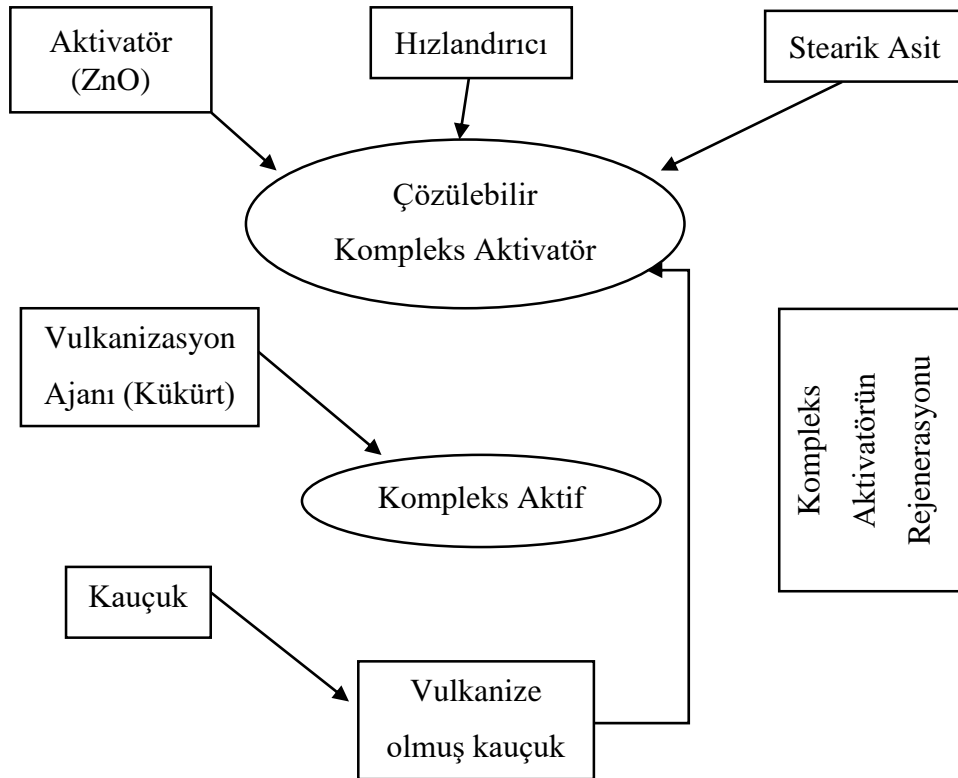 Aktivatör
(ZnO)
Hızlandırıcı
Stearik Asit
Çözülebilir
Kompleks Aktivatör
Vulkanizasyon
Ajanı (Kükürt)
Kompleks
Aktivatörün
Rejenerasyonu
Kompleks Aktif
Kauçuk
Vulkanize
olmuş kauçuk